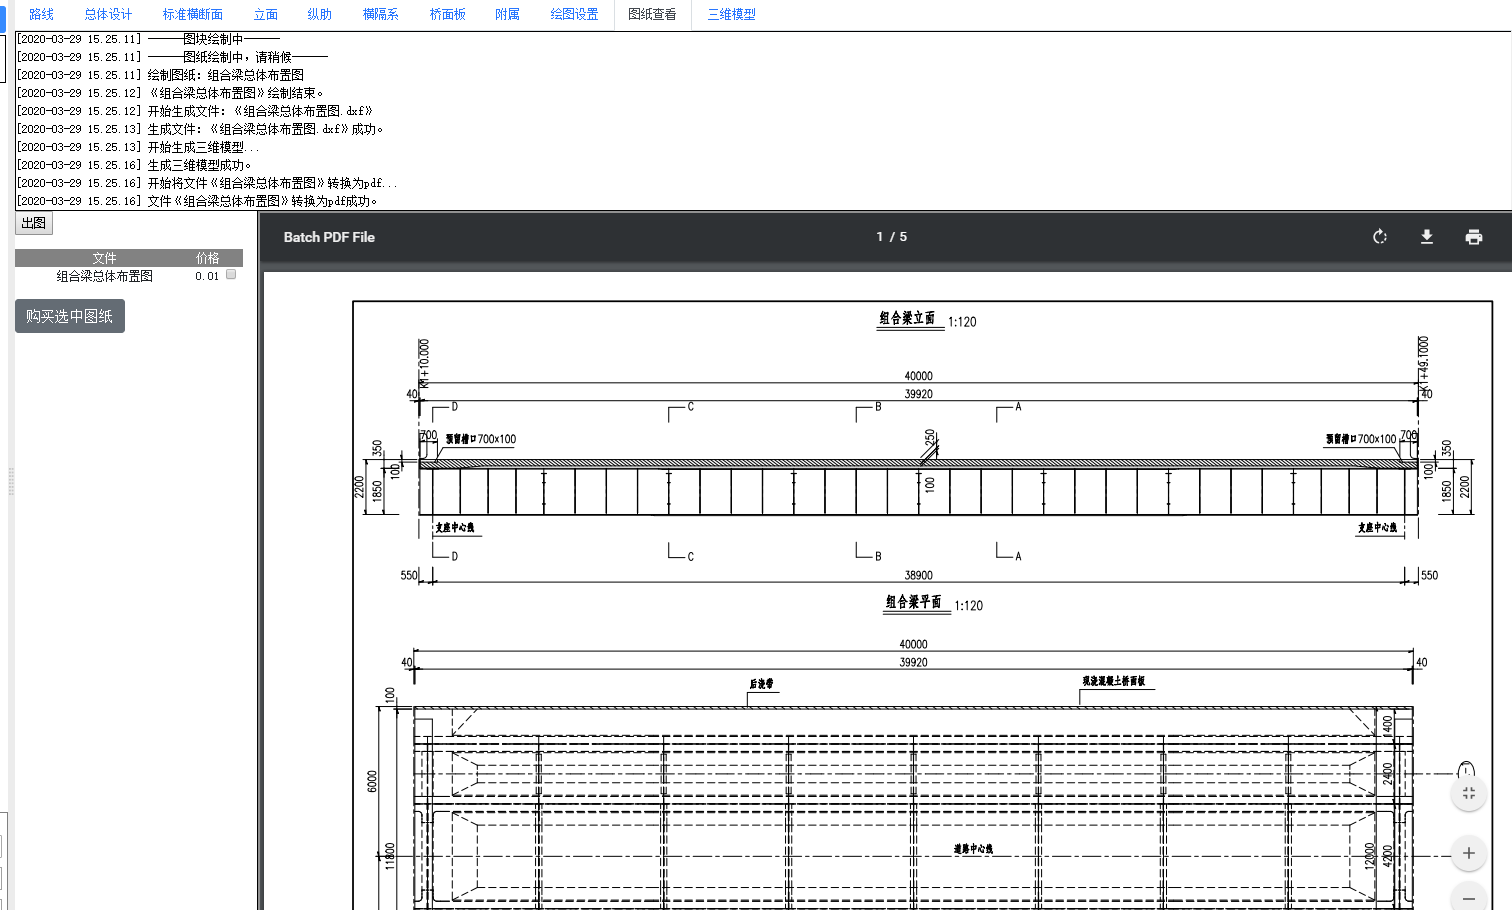 路线 总体设计 标准横断面 立面 纵肋 横隔系 桥面板 附属 绘图设置 图纸查看 三维模型
[2020-03-29 15.25.11] ———图块绘制中———
[2020-03-29 15.25.11] ———图纸绘制中，请稍候———
[2020-03-29 15.25.11] 绘制图纸：组合梁总体布置图
[2020-03-29 15.25.12] 《组合梁总体布置图》绘制结束。
[2020-03-29 15.25.12] 开始生成文件：《组合梁总体布置图.dxf》
[2020-03-29 15.25.13] 生成文件：《组合梁总体布置图.dxf》成功。
[2020-03-29 15.25.13] 开始生成三维模型...
[2020-03-29 15.25.16] 生成三维模型成功。
[2020-03-29 15.25.16] 开始将文件《组合梁总体布置图》转换为pdf...
[2020-03-29 15.25.16] 文件《组合梁总体布置图》转换为pdf成功。
出图
文件 价格
组合梁总体布置图 0.01
购买选中图纸
Batch PDF File 1 / 5
组合梁立面 1:120
K1+10.000 K1+49.1000
40000
40 39920 40
D C B A
700 预留槽口700x100 250 预留槽口700x100 700
350 100 2200 1850 100 350 100 1850 2200
支座中心线 支座中心线
D C B A
550 38900 550
组合梁平面 1:120
40000
40 39920 40
后浇带 现浇混凝土桥面板
100 1400
6000 2400
道路中心线
11800 12000 4200